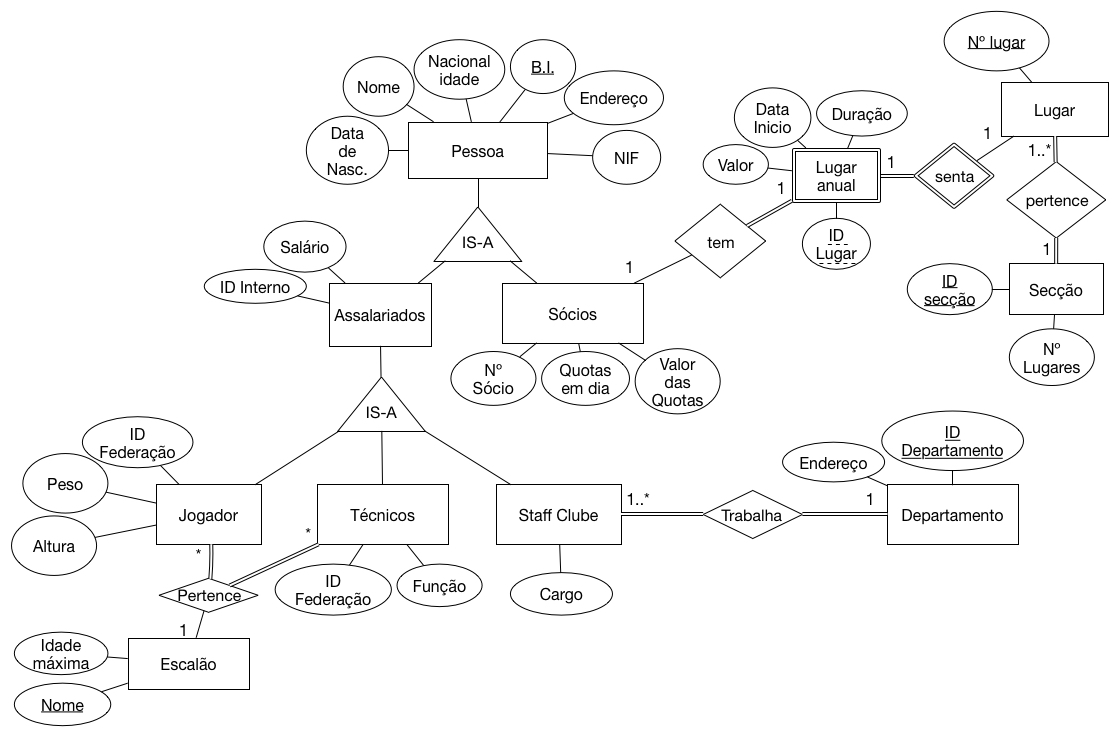 Nº lugar
Nacional
idade
B.I.
Nome
Endereço
Data
de
Nasc.
Pessoa
NIF
Data
Inicio
Duração
Lugar
Valor
Lugar
anual
1
1
senta
1
1..*
pertence
IS-A
tem
ID
Lugar
1
Salário
ID Interno
1
Assalariados
Sócios
ID
secção
Secção
Nº
Sócio
Quotas
em dia
Valor
das
Quotas
Nº
Lugares
IS-A
ID
Federação
ID
Departamento
Endereço
Peso
Altura
Jogador
Técnicos
Staff Clube
1..*
Trabalha
1
Departamento
*
*
Pertence
ID
Federação
Função
Cargo
1
Idade
máxima
Escalão
Nome